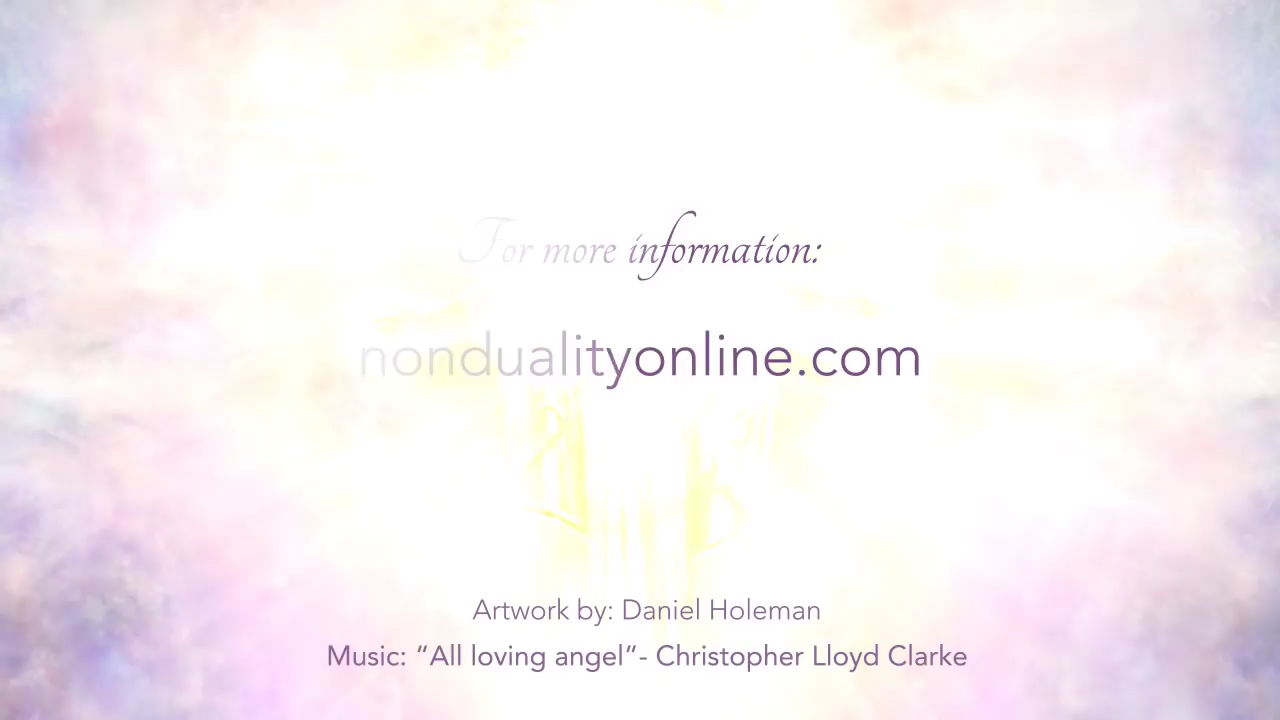 For more information:
nondualityonline.com
Artwork by: Daniel Holeman
Music: “All loving angel”- Christopher Lloyd Clarke